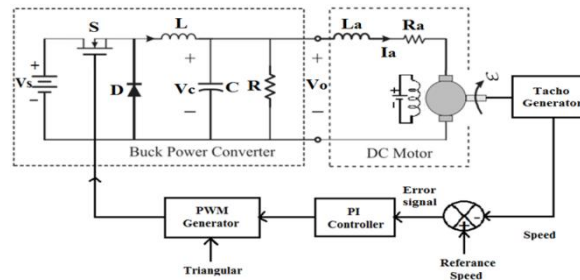 S
L
La
Ra
Ia
Vs
D
Vc
C
R
Vo
ω
Tacho
Generator
Buck Power Converter
DC Motor
Error
signal
PWM
Generator
PI
Controller
Speed
Triangular
Referance
Speed